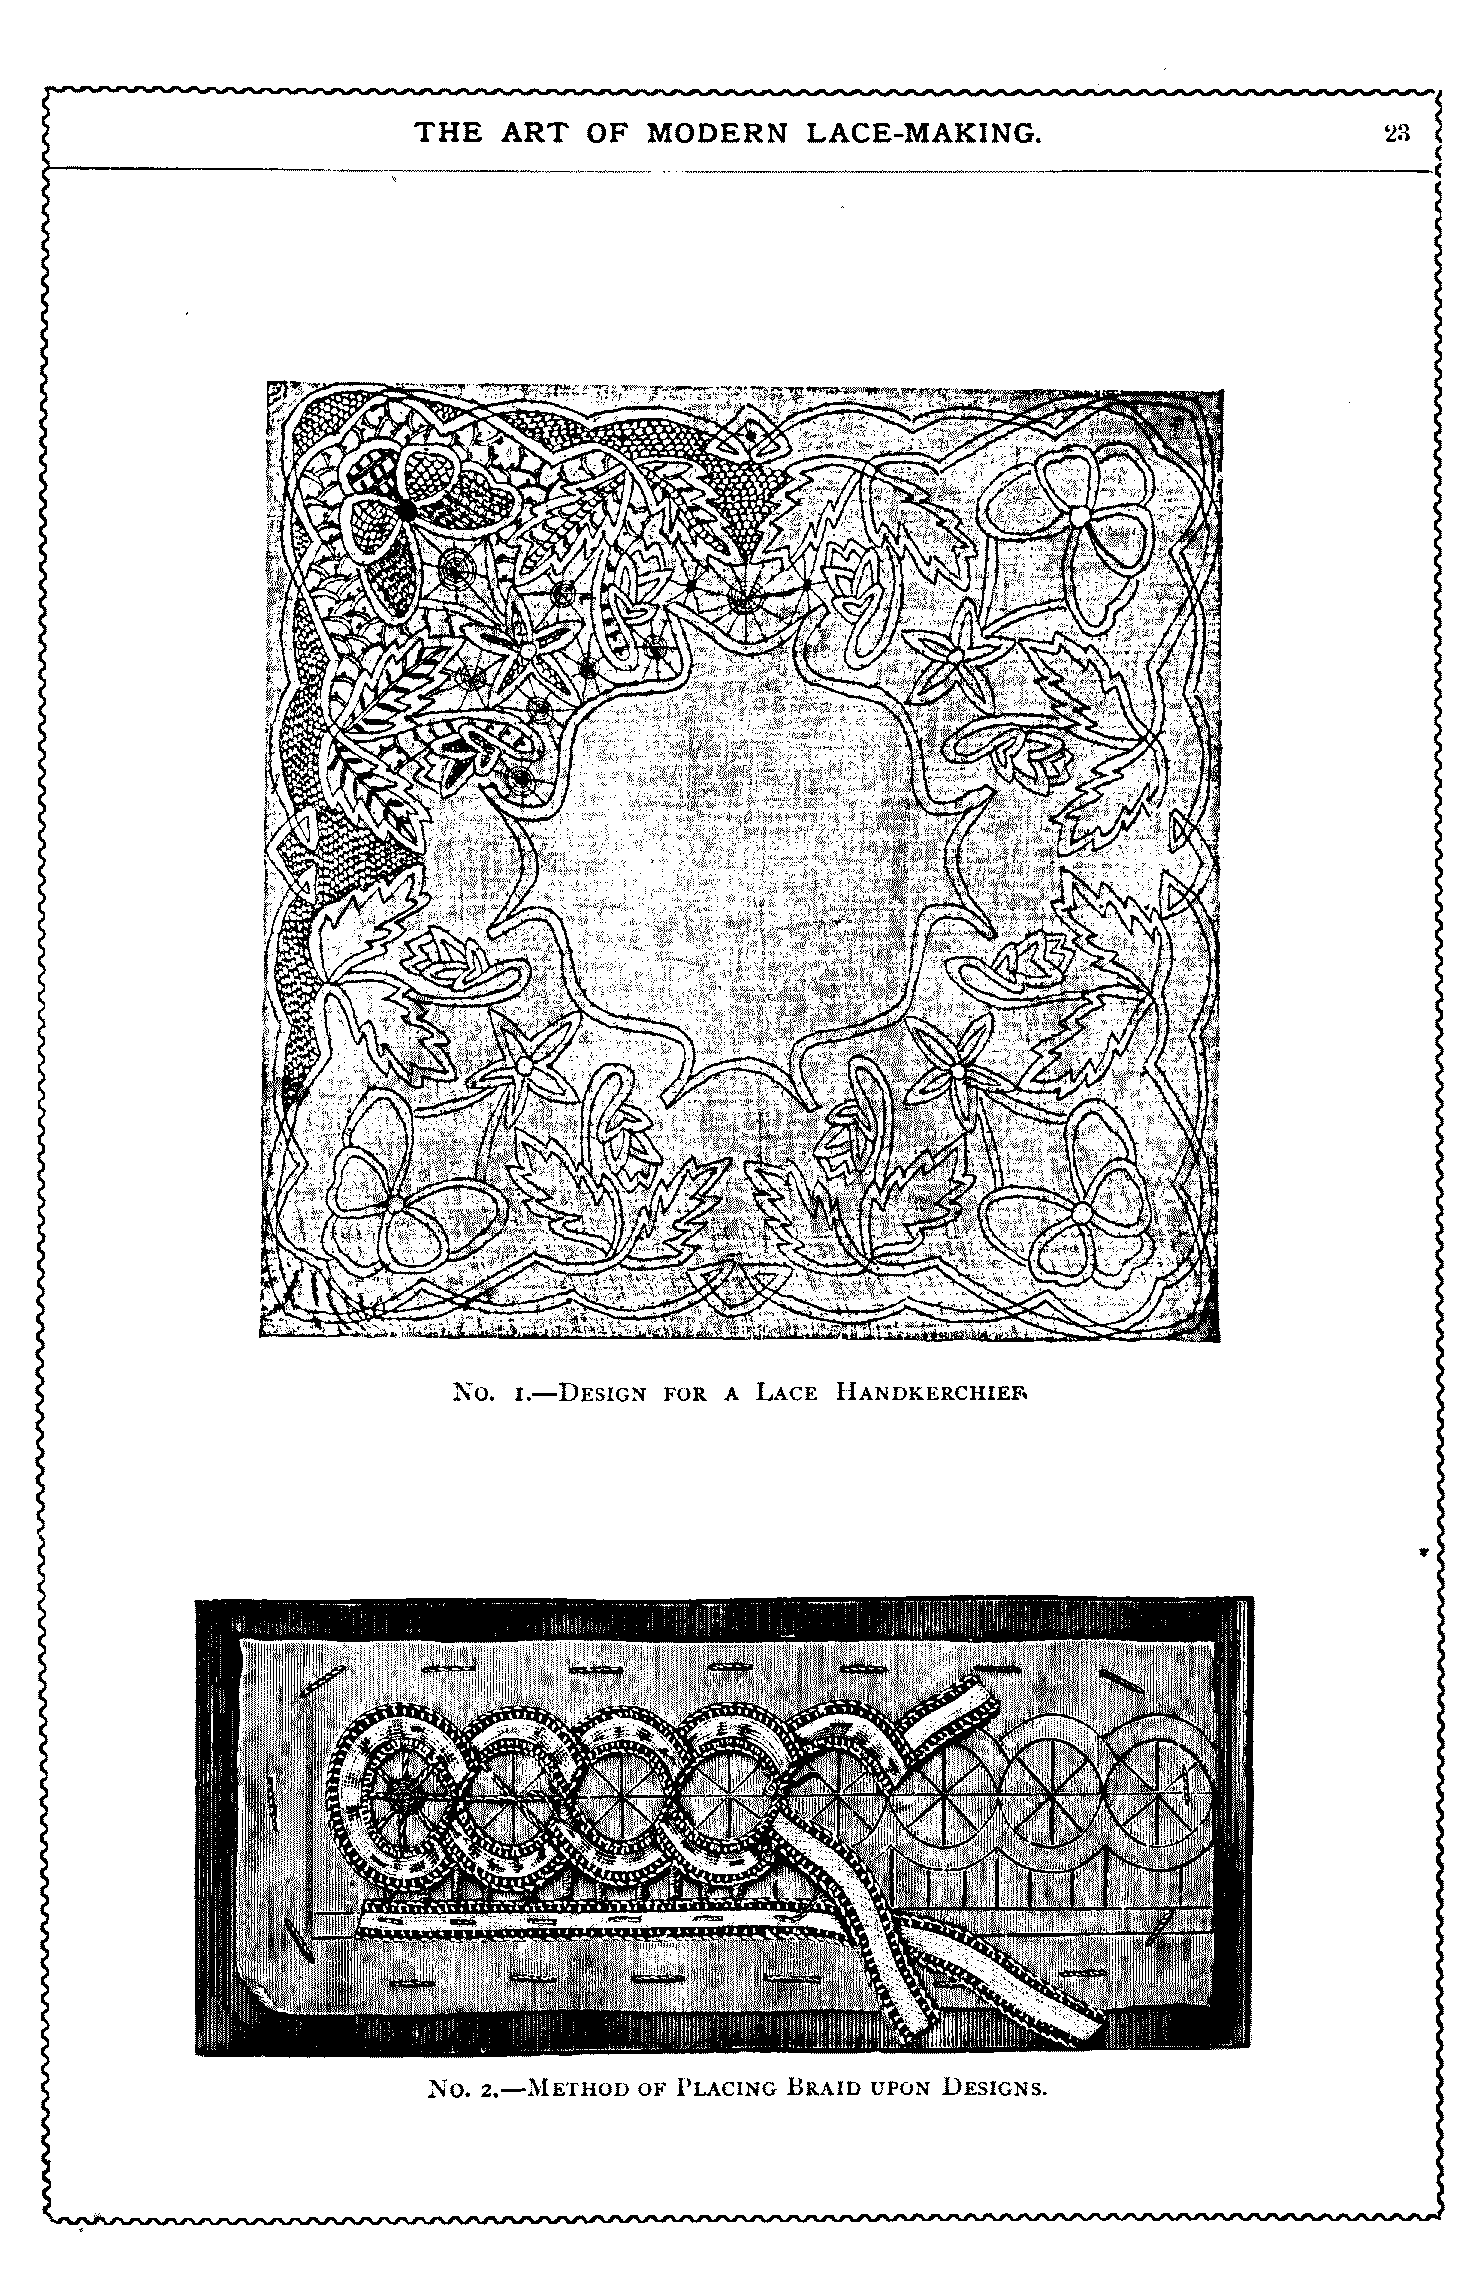 THE ART OF MODERN LACE-MAKING. 23
No. 1.—Design for a Lace Handkerchief.
No. 2.—Method of Placing Braid upon Designs.